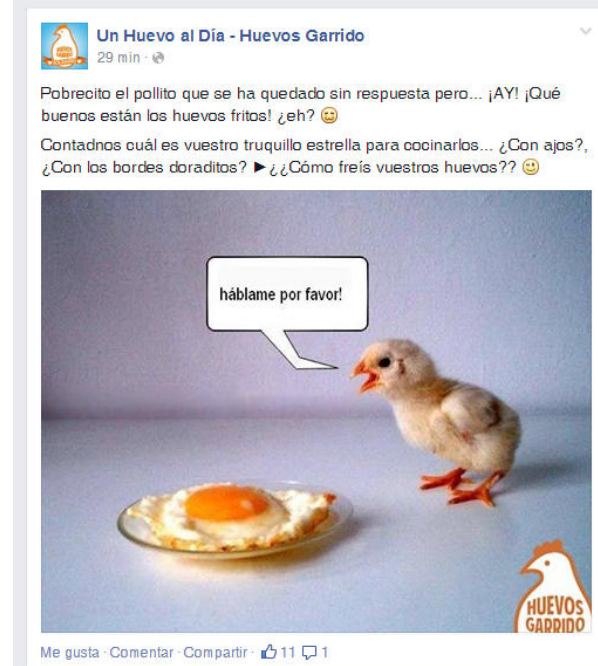 Un Huevo al Día - Huevos Garrido
29 min ·
Pobrecito el pollito que se ha quedado sin respuesta pero... ¡AY! ¡Qué
buenos están los huevos fritos! ¿eh?
Contadnos cuál es vuestro truquillo estrella para cocinarlos... ¿Con ajos?,
¿Con los bordes doraditos? ►¿¿Cómo freís vuestros huevos??
háblame por favor!
HUEVOS
GARRIDO
Me gusta · Comentar · Compartir · 11 1